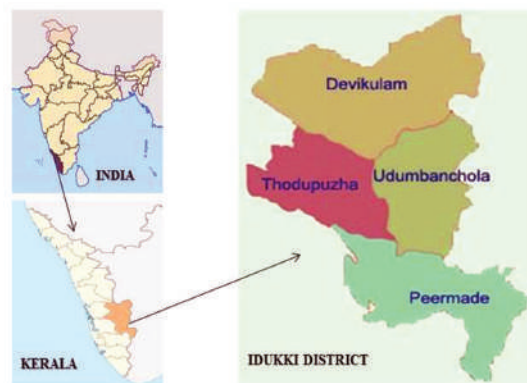 INDIA
KERALA
Devikulam
Thodupuzha
Udumbanchola
Peermade
IDUKKI DISTRICT